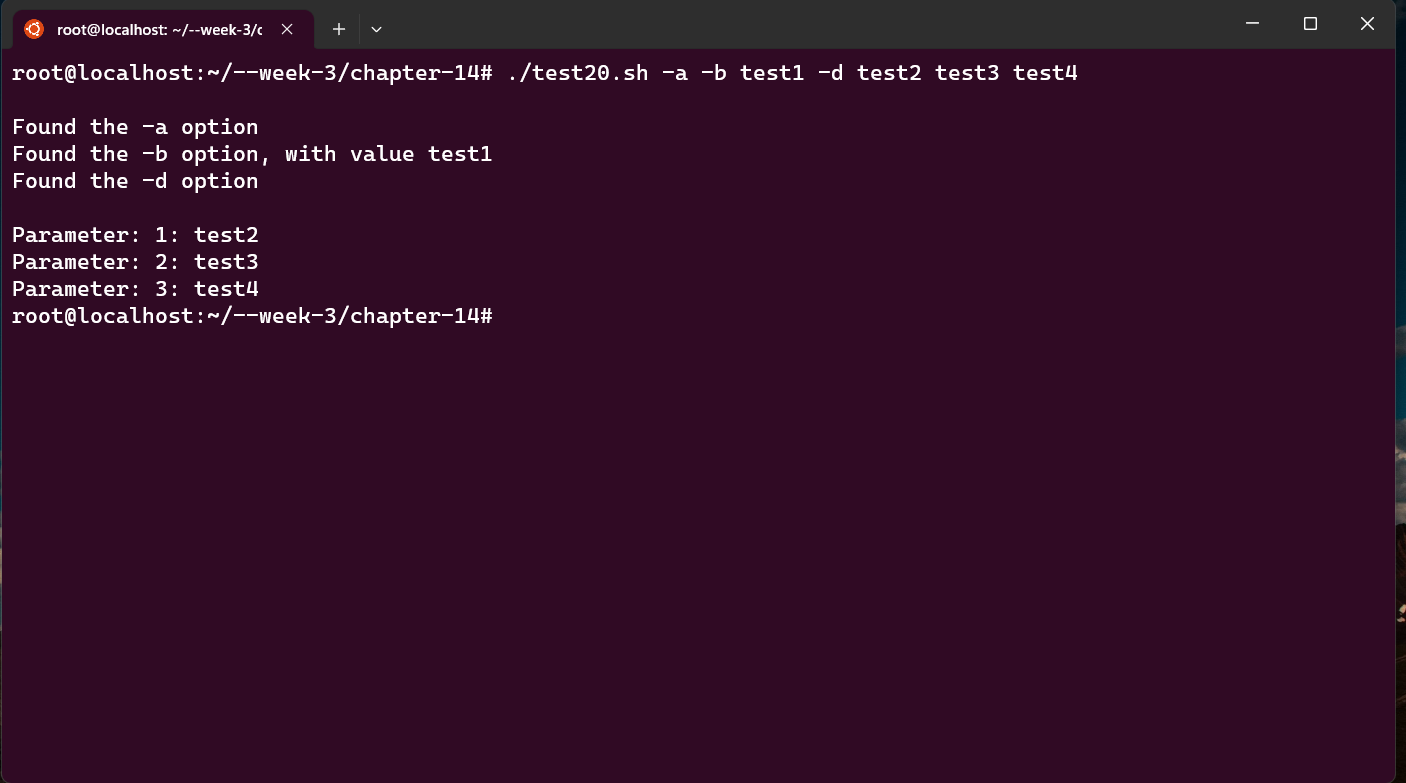 root@localhost: ~/--week-3/c
root@localhost:~/--week-3/chapter-14# ./test20.sh -a -b test1 -d test2 test3 test4
Found the -a option
Found the -b option, with value test1
Found the -d option
Parameter: 1: test2
Parameter: 2: test3
Parameter: 3: test4
root@localhost:~/--week-3/chapter-14#